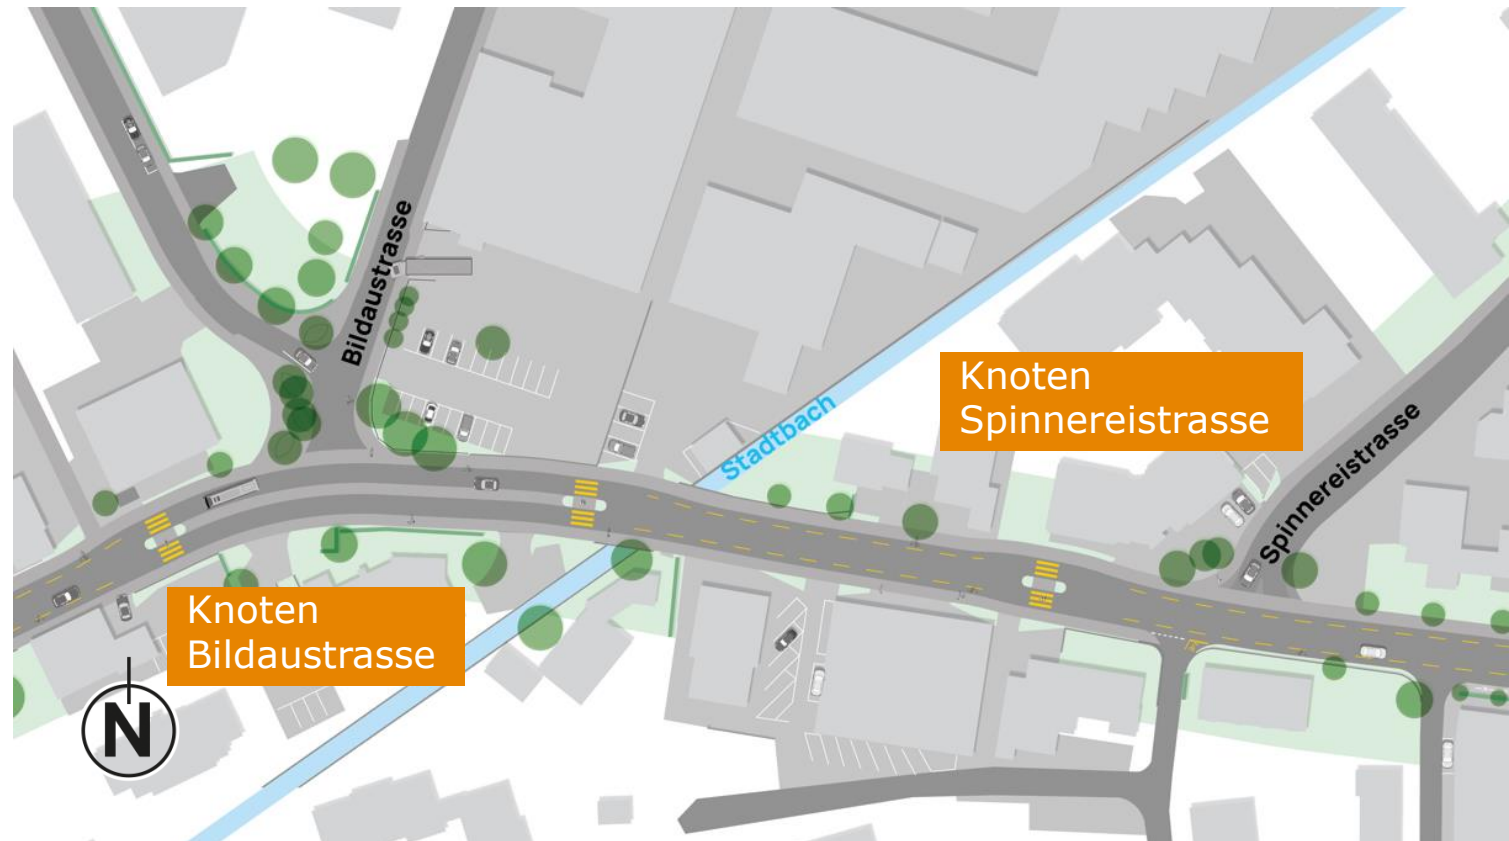 Bildaustrasse
Stadtbach
Knoten
Spinnereistrasse
Spinnereistrasse
Knoten
Bildaustrasse
N